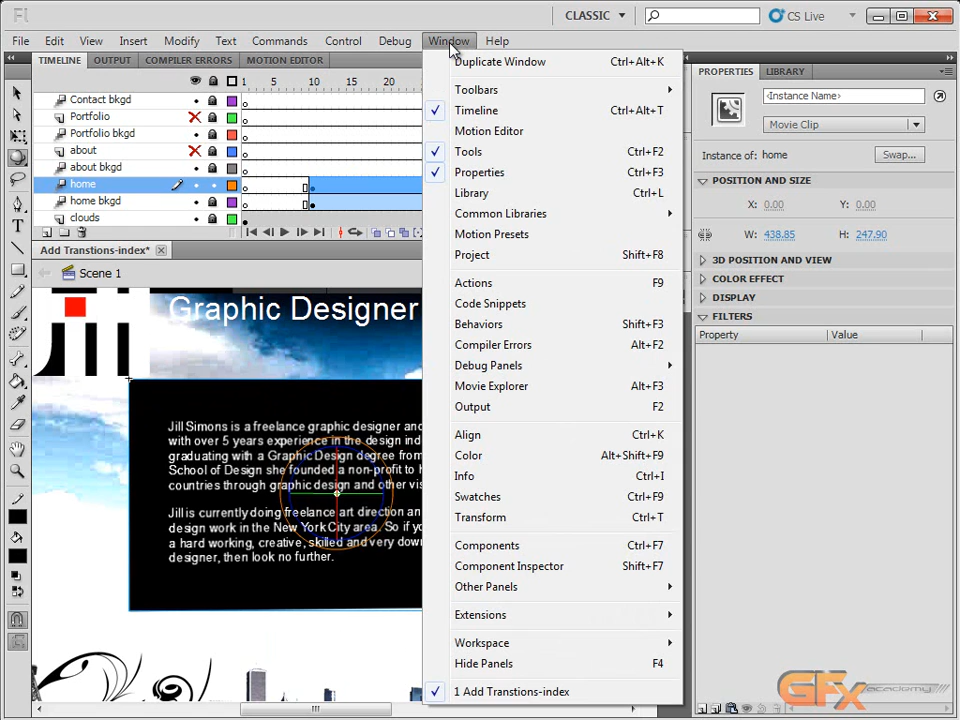 Fl
CLASSIC
CS Live
File Edit View Insert Modify Text Commands Control Debug Window Help
TIMELINE OUTPUT COMPILER ERRORS MOTION EDITOR
1 5 10 15 20
Contact bkgd
Portfolio
Portfolio bkgd
about
about bkgd
home
home bkgd
clouds
Add Transtions-index*
Scene 1
Graphic Designer
Jill Simons is a freelance graphic designer and
with over 5 years experience in the design ind
graduating with a Graphic Design degree from
School of Design she founded a non-profit to h
countries through graphic design and other vis
Jill is currently doing freelance art direction an
design work in the New York City area. So if yo
a hard working, creative, skilled and very dow
designer, then look no further.
Duplicate Window Ctrl+Alt+K
Toolbars
Timeline Ctrl+Alt+T
Motion Editor
Tools Ctrl+F2
Properties Ctrl+F3
Library Ctrl+L
Common Libraries
Motion Presets
Project Shift+F8
Actions F9
Code Snippets
Behaviors Shift+F3
Compiler Errors Alt+F2
Debug Panels
Movie Explorer Alt+F3
Output F2
Align Ctrl+K
Color Alt+Shift+F9
Info Ctrl+I
Swatches Ctrl+F9
Transform Ctrl+T
Components Ctrl+F7
Component Inspector Shift+F7
Other Panels
Extensions
Workspace
Hide Panels F4
1 Add Transtions-index
PROPERTIES LIBRARY
<Instance Name>
Movie Clip
Instance of: home Swap...
POSITION AND SIZE
X: 0.00 Y: 0.00
W: 438.85 H: 247.90
3D POSITION AND VIEW
COLOR EFFECT
DISPLAY
FILTERS
Property Value
GFx academy